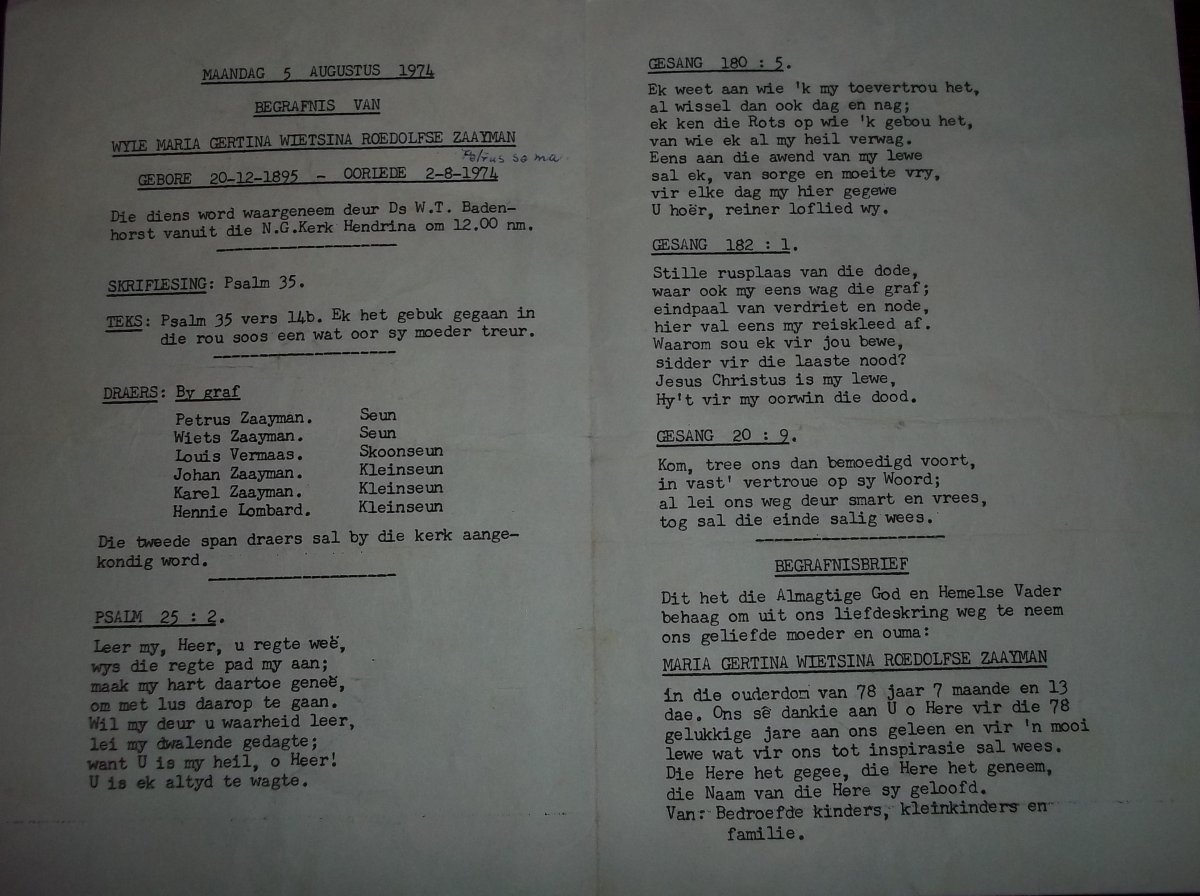 MAANDAG 5 AUGUSTUS 1974
BEGRAFNIS VAN
WYLE MARIA GERTINA WIETSINA ROEDOLFSE ZAAYMAN
Petrus se ma
GEBORE 20-12-1895 - OORLEDE 2-8-1974
Die diens word waargeneem deur Ds W.T. Baden-
horst vanuit die N.G.Kerk Hendrina om 12.00 nm.
SKRIFLESING: Psalm 35.
TEKS: Psalm 35 vers 14b. Ek het gebuk gegaan in
die rou soos een wat oor sy moeder treur.
DRAERS: By graf
Petrus Zaayman. Seun
Wiets Zaayman. Seun
Louis Vermaas. Skoonseun
Johan Zaayman. Kleinseun
Karel Zaayman. Kleinseun
Hennie Lombard. Kleinseun
Die tweede span draers sal by die kerk aange-
kondig word.
PSALM 25 : 2.
Leer my, Heer, u regte weë,
wys die regte pad my aan;
maak my hart daartoe geneë,
om met lus daarop te gaan.
Wil my deur u waarheid leer,
lei my dwalende gedagte;
want U is my heil, o Heer!
U is ek altyd te wagte.
GESANG 180 : 5.
Ek weet aan wie 'k my toevertrou het,
al wissel dan ook dag en nag;
ek ken die Rots op wie 'k gebou het,
van wie ek al my heil verwag.
Eens aan die awend van my lewe
sal ek, van sorge en moeite vry,
vir elke dag my hier gegewe
U hoër, reiner loflied wy.
GESANG 182 : 1.
Stille rusplaas van die dode,
waar ook my eens wag die graf;
eindpaal van verdriet en node,
hier val eens my reiskleed af.
Waarom sou ek vir jou bewe,
sidder vir die laaste nood?
Jesus Christus is my lewe,
Hy't vir my oorwin die dood.
GESANG 20 : 9.
Kom, tree ons dan bemoedigd voort,
in vast' vertroue op sy Woord;
al lei ons weg deur smart en vrees,
tog sal die einde salig wees.
BEGRAFNISBRIEF
Dit het die Almagtige God en Hemelse Vader
behaag om uit ons liefdeskring weg te neem
ons geliefde moeder en ouma:
MARIA GERTINA WIETSINA ROEDOLFSE ZAAYMAN
in die ouderdom van 78 jaar 7 maande en 13
dae. Ons sê dankie aan U o Here vir die 78
gelukkige jare aan ons geleen en vir 'n mooi
lewe wat vir ons tot inspirasie sal wees.
Die Here het gegee, die Here het geneem,
die Naam van die Here sy geloofd.
Van: Bedroefde kinders, kleinkinders en
familie.